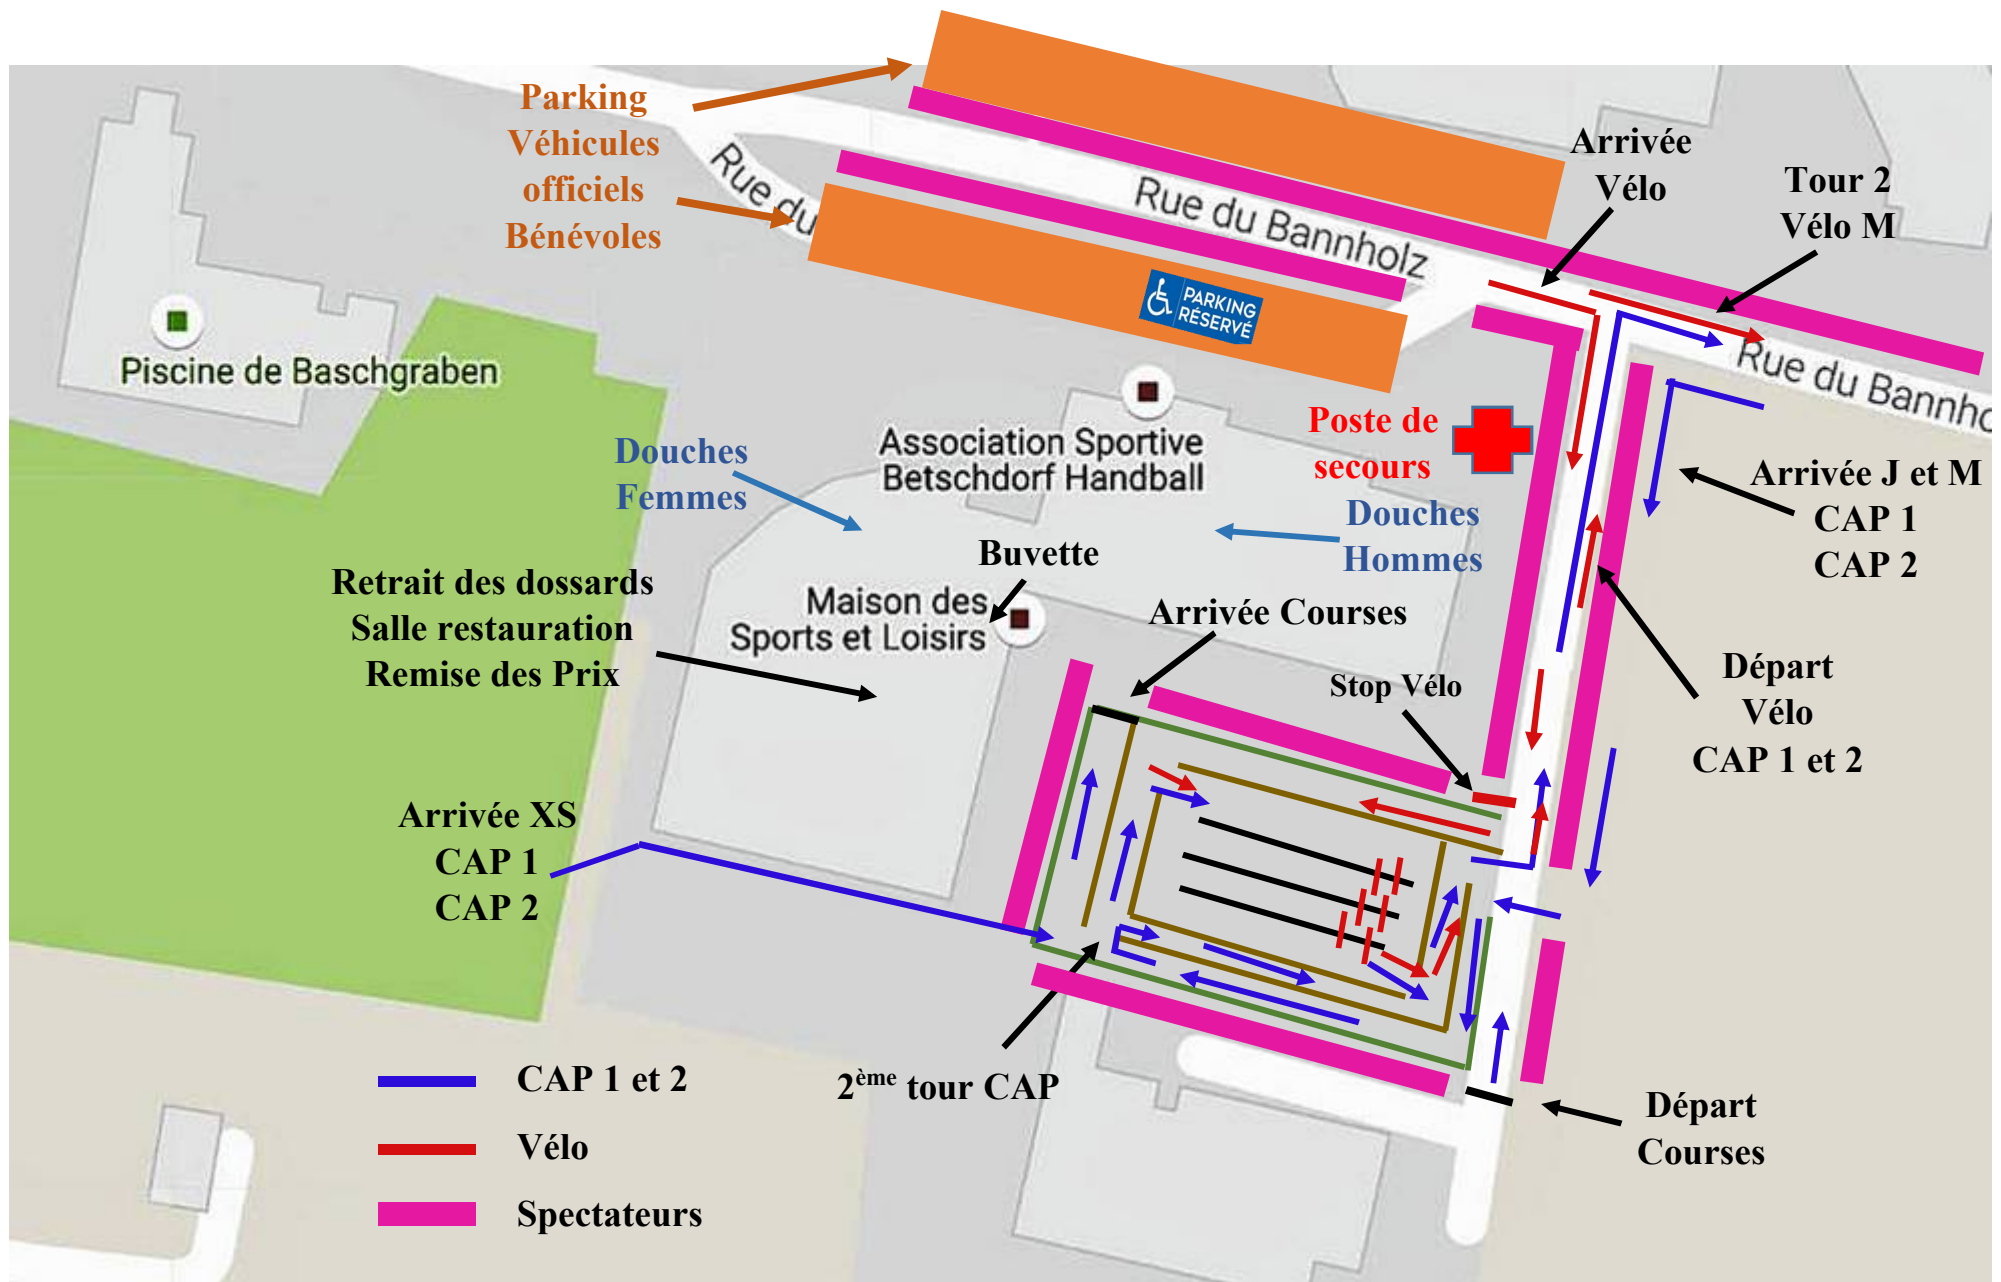 Parking
Véhicules
officiels
Bénévoles
Arrivée
Vélo
Tour 2
Vélo M
Rue du
Rue du Bannholz
PARKING
RÉSERVÉ
Rue du Bannho
Piscine de Baschgraben
Douches
Femmes
Association Sportive
Betschdorf Handball
Poste de
secours
Douches
Hommes
Arrivée J et M
CAP 1
CAP 2
Buvette
Retrait des dossards
Salle restauration
Remise des Prix
Maison des
Sports et Loisirs
Arrivée Courses
Stop Vélo
Départ
Vélo
CAP 1 et 2
Arrivée XS
CAP 1
CAP 2
2ème tour CAP
Départ
Courses
CAP 1 et 2
Vélo
Spectateurs